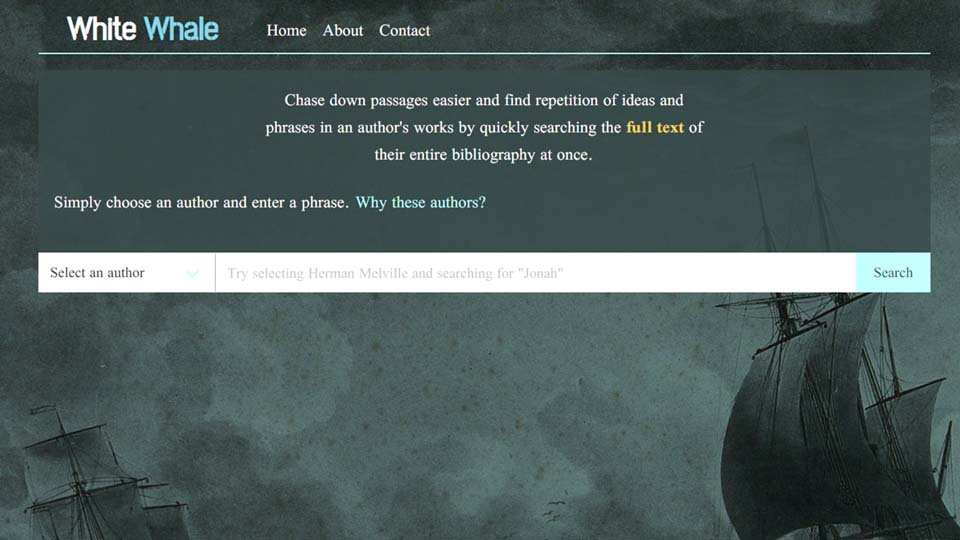 White Whale Home About Contact
Chase down passages easier and find repetition of ideas and
phrases in an author's works by quickly searching the full text of
their entire bibliography at once.
Simply choose an author and enter a phrase. Why these authors?
Select an author Try selecting Herman Melville and searching for "Jonah" Search